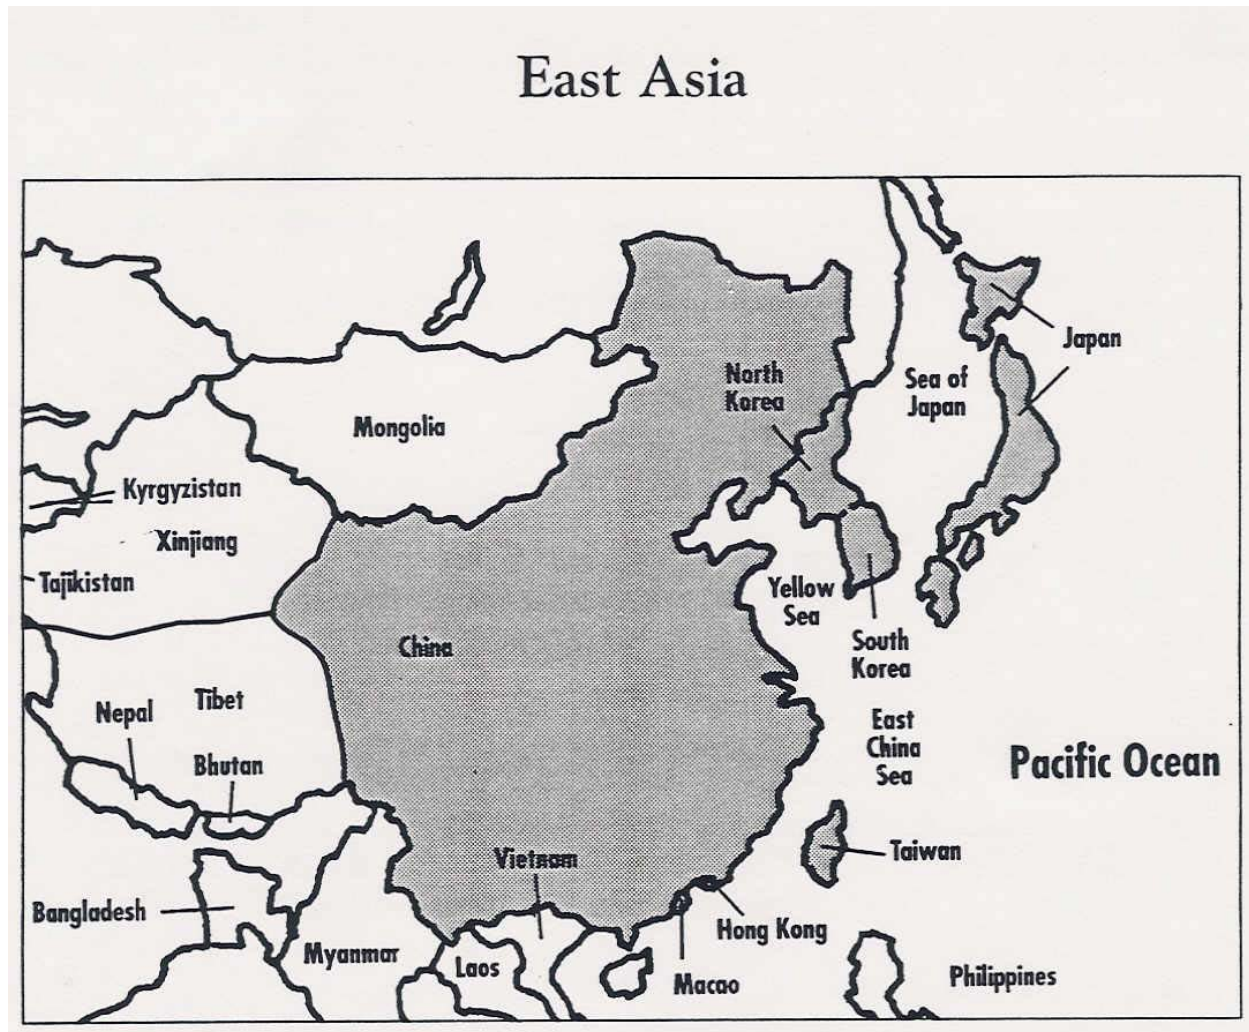 East Asia
Japan
North
Korea
Sea of
Japan
Mongolia
Kyrgyzistan
Xinjiang
Tajikistan
Yellow
Sea
China
South
Korea
Tibet
Nepal
East
China
Sea
Pacific Ocean
Bhutan
Taiwan
Vietnam
Bangladesh
Hong Kong
Myanmar
Laos
Macao
Philippines